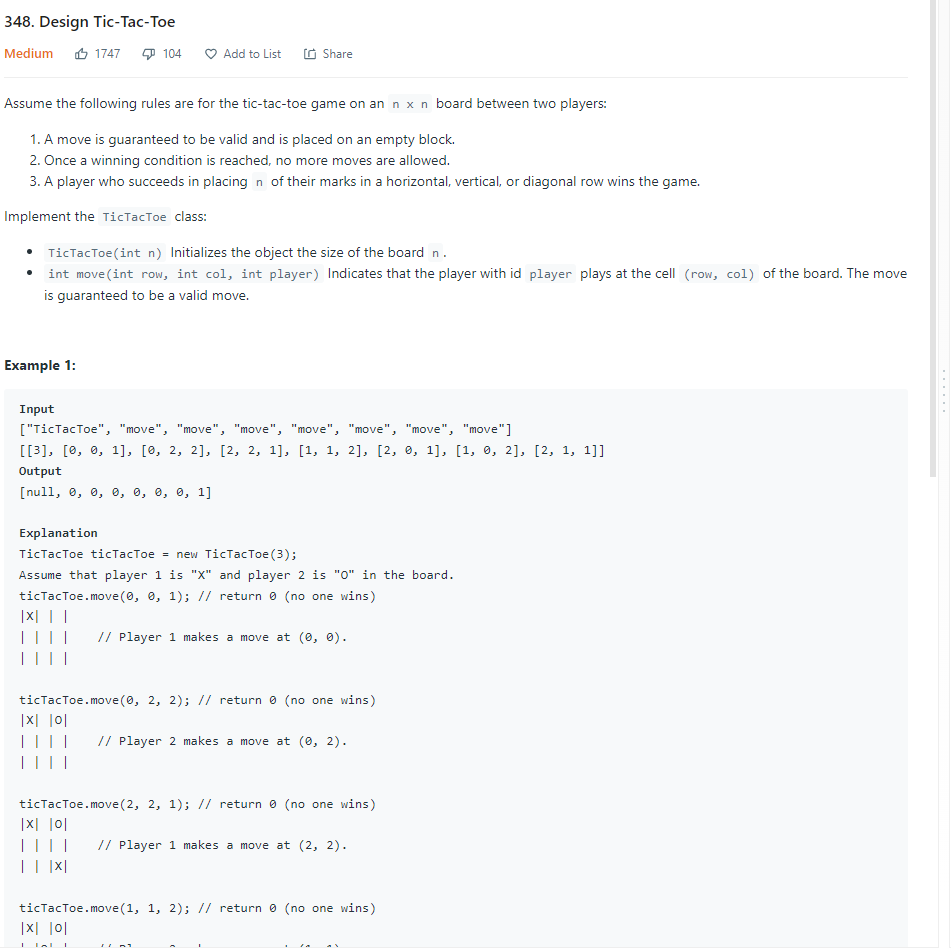 348. Design Tic-Tac-Toe
Medium 1747 104 Add to List Share
Assume the following rules are for the tic-tac-toe game on an n x n board between two players:
1. A move is guaranteed to be valid and is placed on an empty block.
2. Once a winning condition is reached, no more moves are allowed.
3. A player who succeeds in placing n of their marks in a horizontal, vertical, or diagonal row wins the game.
Implement the TicTacToe class:
• TicTacToe(int n) Initializes the object the size of the board n.
• int move(int row, int col, int player) Indicates that the player with id player plays at the cell (row, col) of the board. The move
is guaranteed to be a valid move.
Example 1:
Input
["TicTacToe", "move", "move", "move", "move", "move", "move", "move"]
[[3], [0, 0, 1], [0, 2, 2], [2, 2, 1], [1, 1, 2], [2, 0, 1], [1, 0, 2], [2, 1, 1]]
Output
[null, 0, 0, 0, 0, 0, 0, 1]
Explanation
TicTacToe ticTacToe = new TicTacToe(3);
Assume that player 1 is "X" and player 2 is "O" in the board.
ticTacToe.move(0, 0, 1); // return 0 (no one wins)
|X| | |
| | | |    // Player 1 makes a move at (0, 0).
| | | |
ticTacToe.move(0, 2, 2); // return 0 (no one wins)
|X| |O|
| | | |    // Player 2 makes a move at (0, 2).
| | | |
ticTacToe.move(2, 2, 1); // return 0 (no one wins)
|X| |O|
| | | |    // Player 1 makes a move at (2, 2).
| | |X|
ticTacToe.move(1, 1, 2); // return 0 (no one wins)
|X| |O|